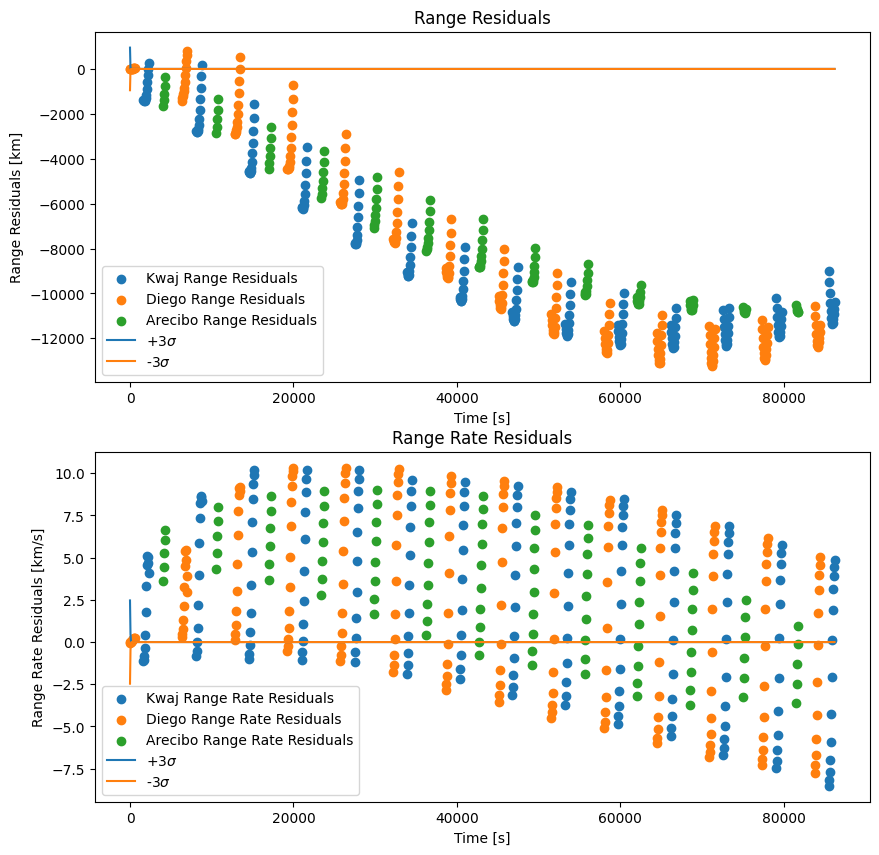 Range Residuals
Range Residuals [km]
0
−2000
−4000
−6000
−8000
−10000
−12000
Kwaj Range Residuals
Diego Range Residuals
Arecibo Range Residuals
+3σ
-3σ
0 20000 40000 60000 80000
Time [s]
Range Rate Residuals
Range Rate Residuals [km/s]
10.0
7.5
5.0
2.5
0.0
−2.5
−5.0
−7.5
Kwaj Range Rate Residuals
Diego Range Rate Residuals
Arecibo Range Rate Residuals
+3σ
-3σ
0 20000 40000 60000 80000
Time [s]